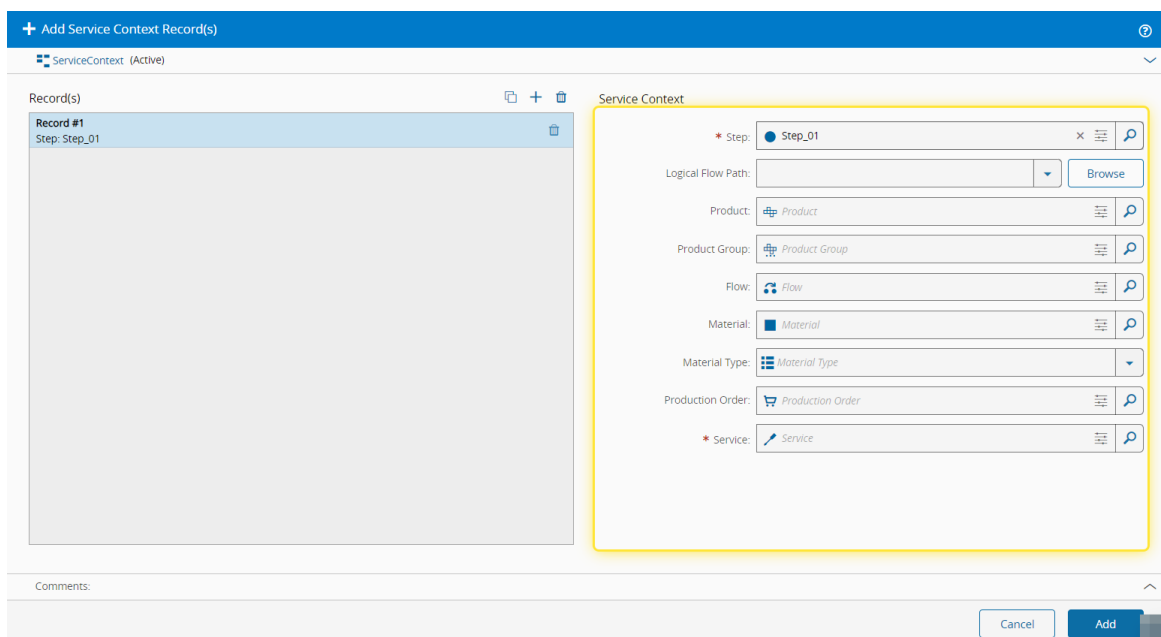 Add Service Context Record(s)
ServiceContext (Active)
Record(s)
Record #1
Step: Step_01
Service Context
* Step: Step_01
Logical Flow Path: Browse
Product: Product
Product Group: Product Group
Flow: Flow
Material: Material
Material Type: Material Type
Production Order: Production Order
* Service: Service
Comments:
Cancel Add